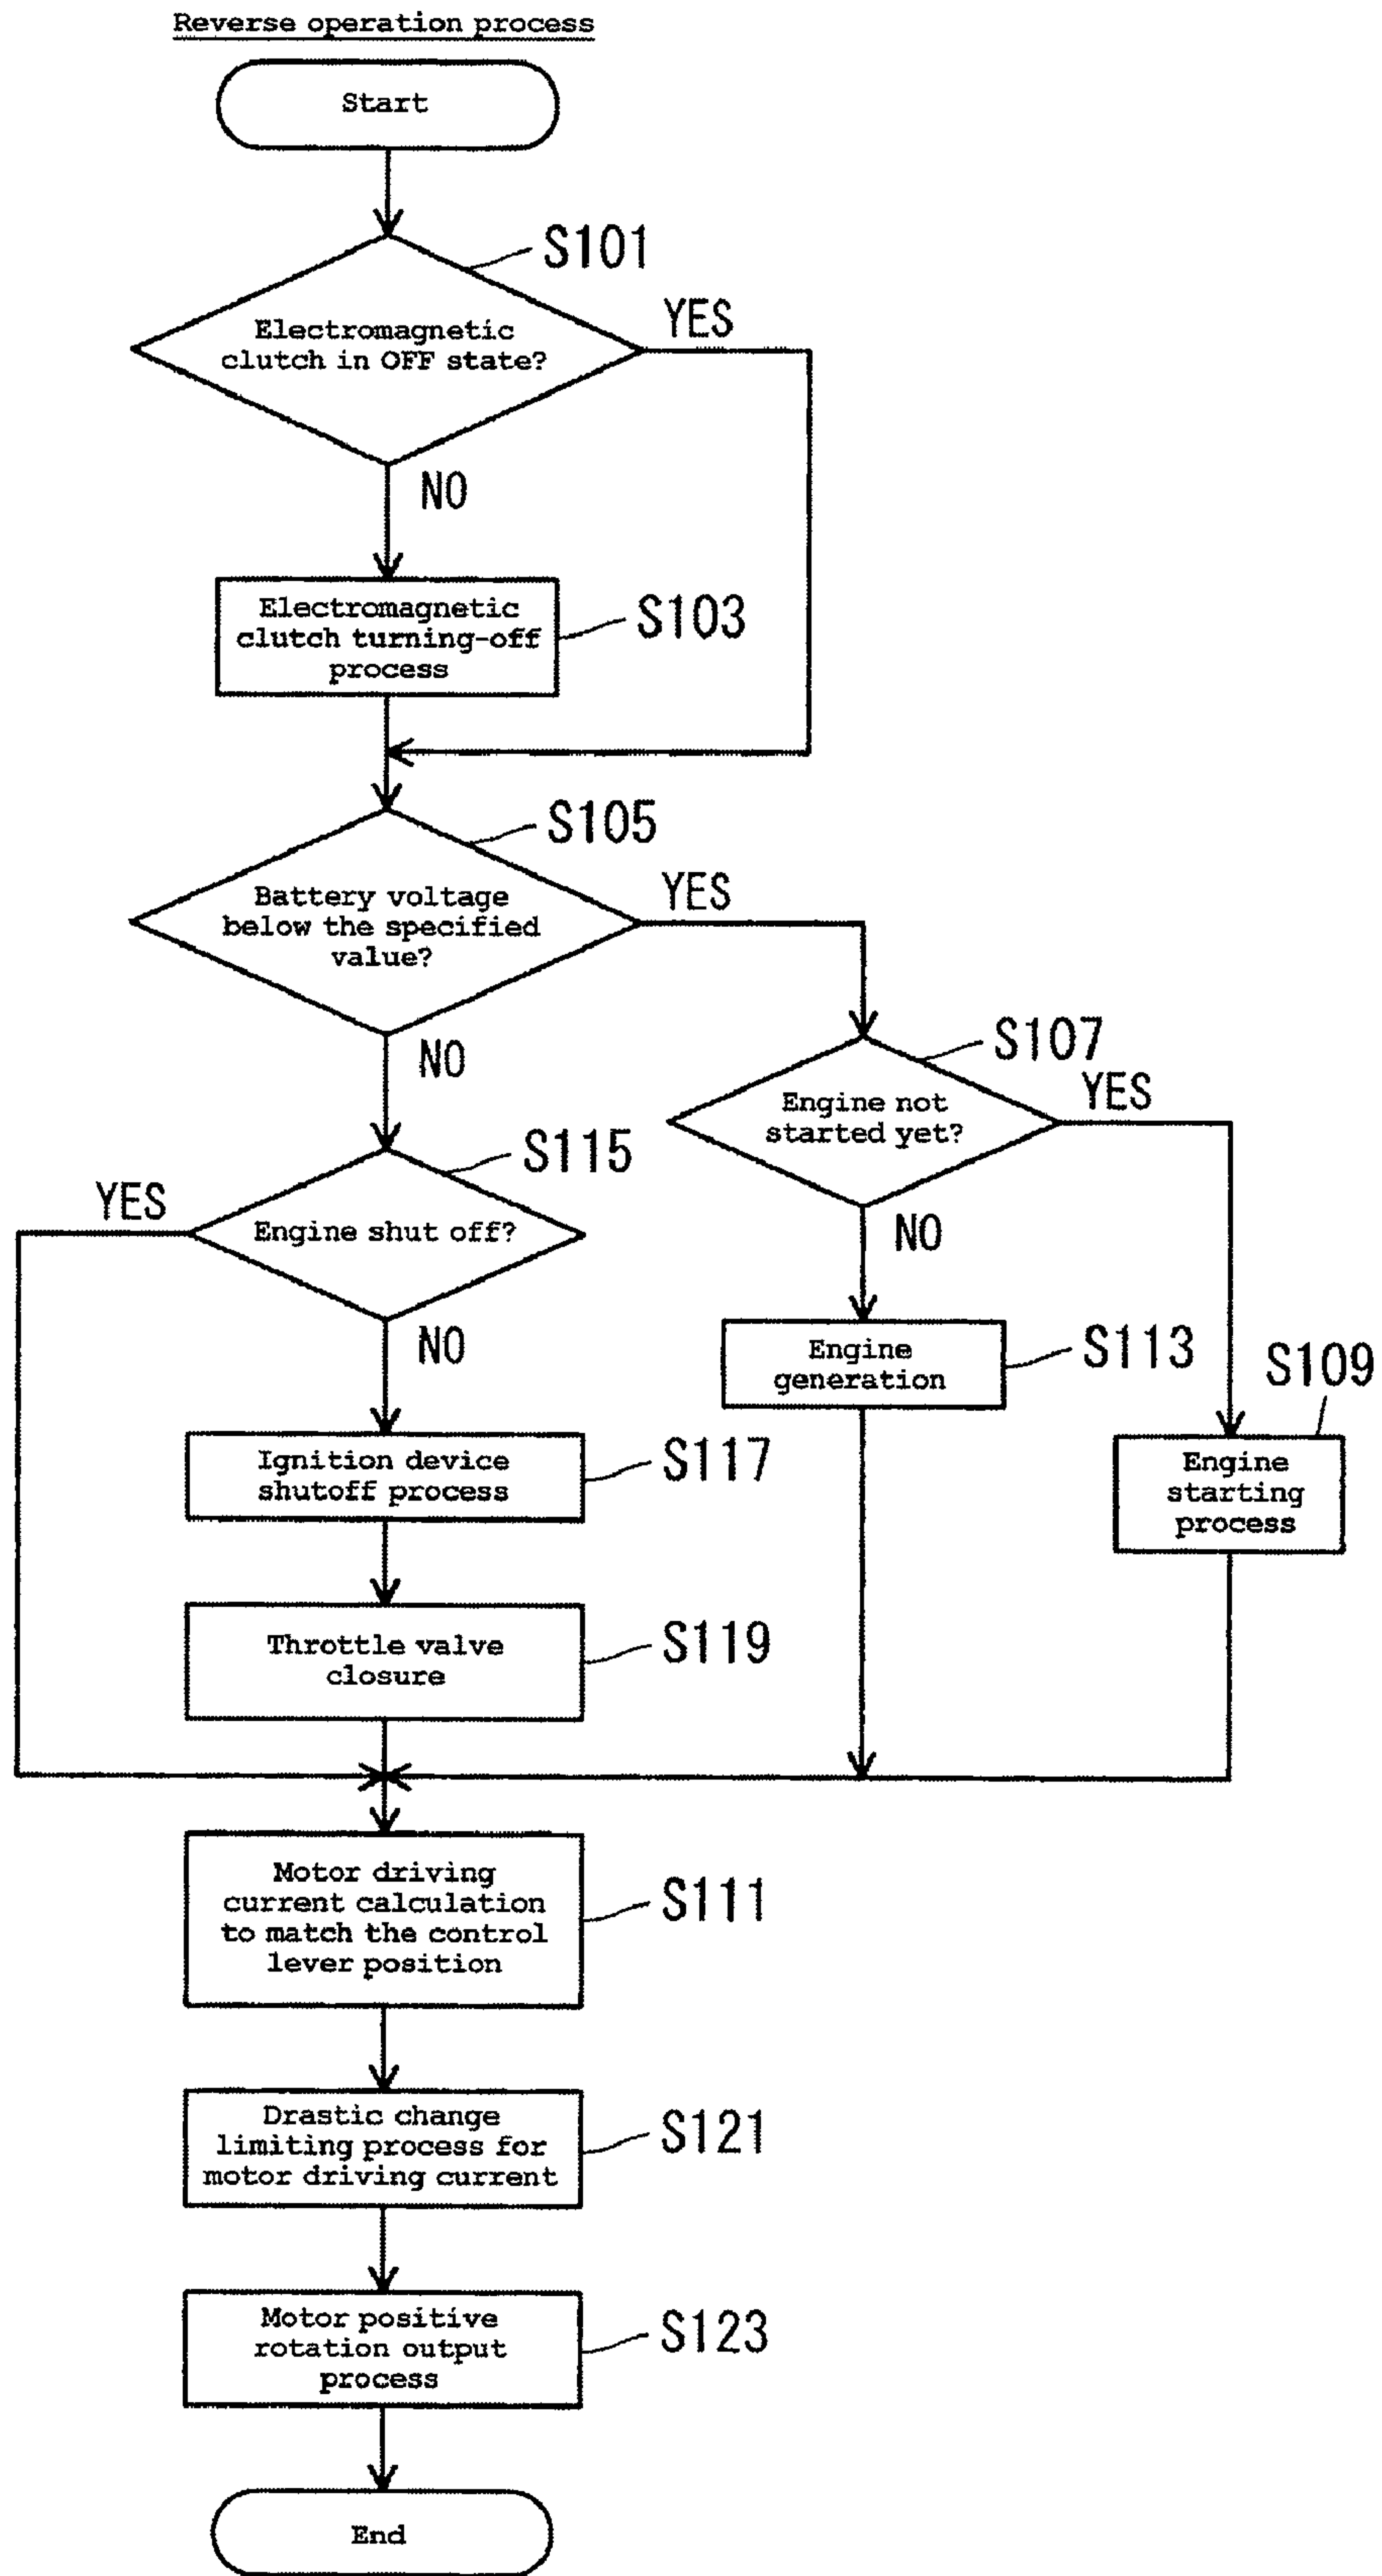 Reverse operation process
Start
S101
Electromagnetic
clutch in OFF state?
YES
NO
Electromagnetic
clutch turning-off
process
S103
S105
Battery voltage
below the specified
value?
YES
NO
S107
Engine not
started yet?
YES
NO
S115
YES
Engine shut off?
NO
Engine
generation
S113
S109
Engine
starting
process
Ignition device
shutoff process
S117
Throttle valve
closure
S119
Motor driving
current calculation
to match the control
lever position
S111
Drastic change
limiting process for
motor driving current
S121
Motor positive
rotation output
process
S123
End